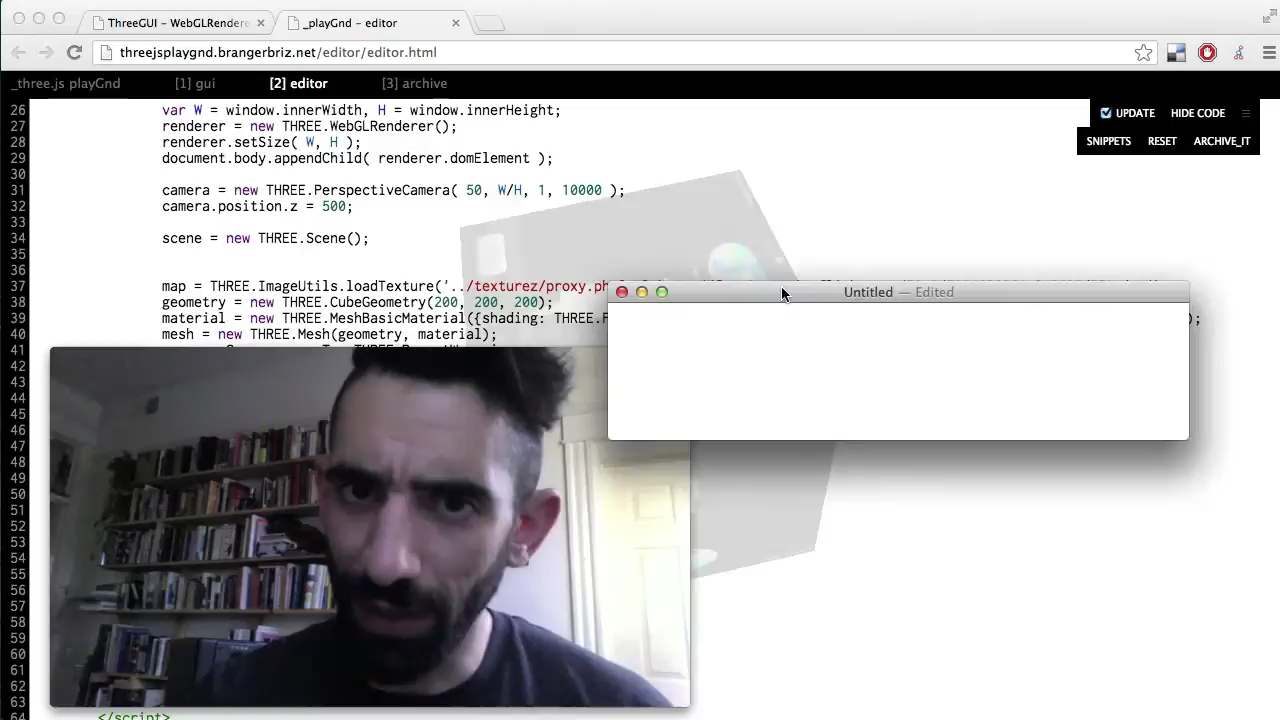 ThreeGUI – WebGLRendere
_playGnd – editor
threejsplaygnd.brangerbriz.net/editor/editor.html
_three.js playGnd [1] gui [2] editor [3] archive
UPDATE HIDE CODE
SNIPPETS RESET ARCHIVE_IT
26 var W = window.innerWidth, H = window.innerHeight;
27 renderer = new THREE.WebGLRenderer();
28 renderer.setSize( W, H );
29 document.body.appendChild( renderer.domElement );
30
31 camera = new THREE.PerspectiveCamera( 50, W/H, 1, 10000 );
32 camera.position.z = 500;
33
34 scene = new THREE.Scene();
35
36
37 map = THREE.ImageUtils.loadTexture('../texturez/proxy.ph
Untitled — Edited
38 geometry = new THREE.CubeGeometry(200, 200, 200);
39 material = new THREE.MeshBasicMaterial({shading: THREE.F );
40 mesh = new THREE.Mesh(geometry, material);
41
42
43
44
45
46
47
48
49
50
51
52
53
54
55
56
57
58
59
60
61
62
63
64 </script>